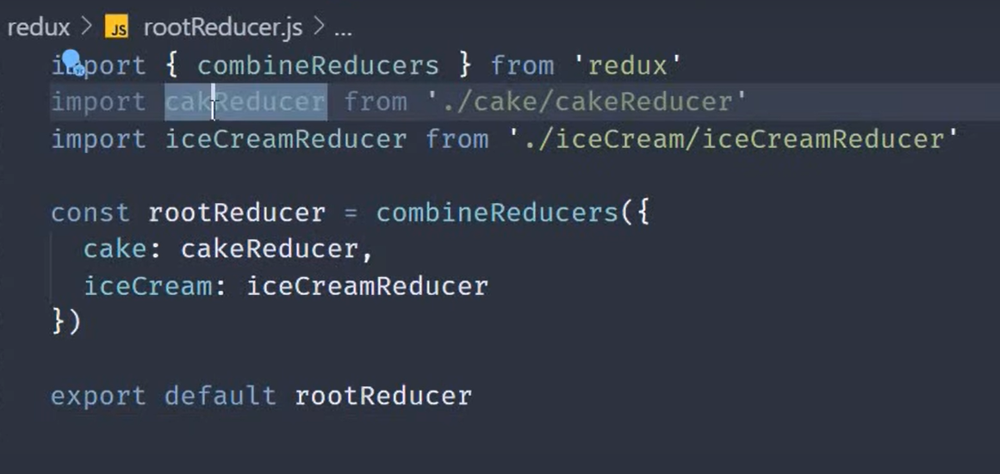 redux > JS rootReducer.js > ...
import { combineReducers } from 'redux'
import cakReducer from './cake/cakeReducer'
import iceCreamReducer from './iceCream/iceCreamReducer'
const rootReducer = combineReducers({
cake: cakeReducer,
iceCream: iceCreamReducer
})
export default rootReducer